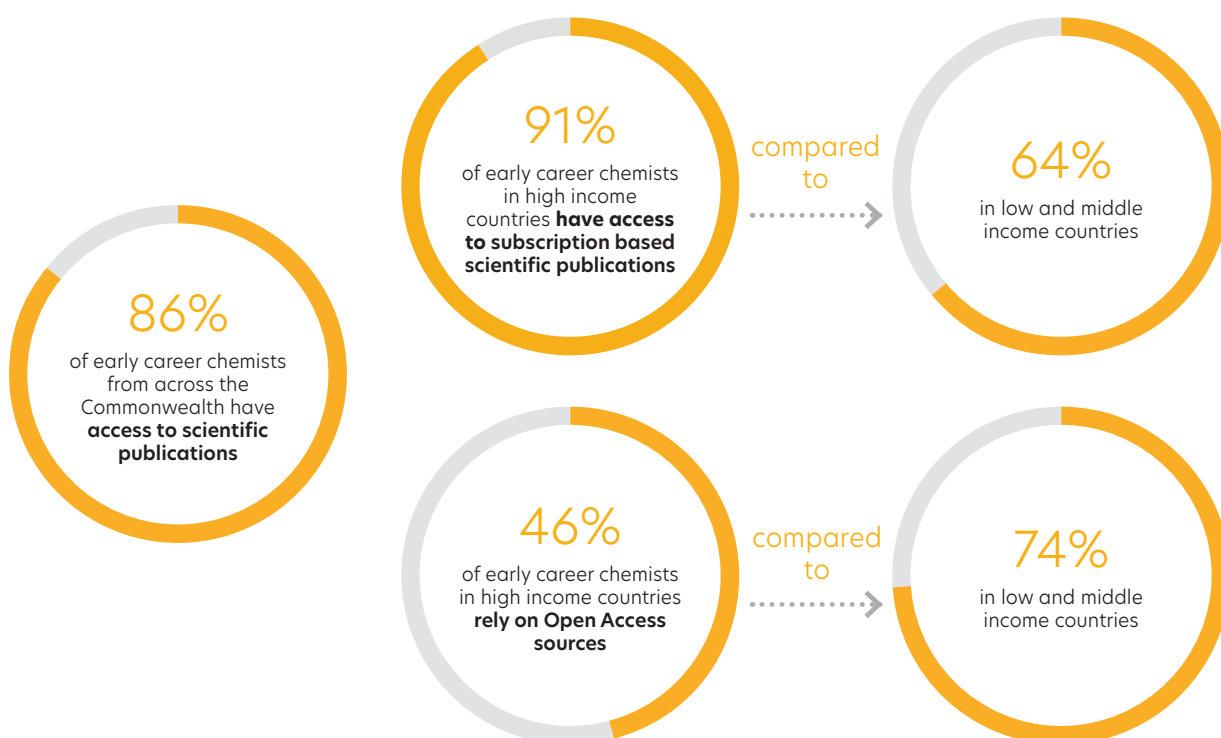 86%
of early career chemists
from across the
Commonwealth have
access to scientific
publications
91%
of early career chemists
in high income
countries have access
to subscription based
scientific publications
compared
to
64%
in low and middle
income countries
46%
of early career chemists
in high income countries
rely on Open Access
sources
compared
to
74%
in low and middle
income countries